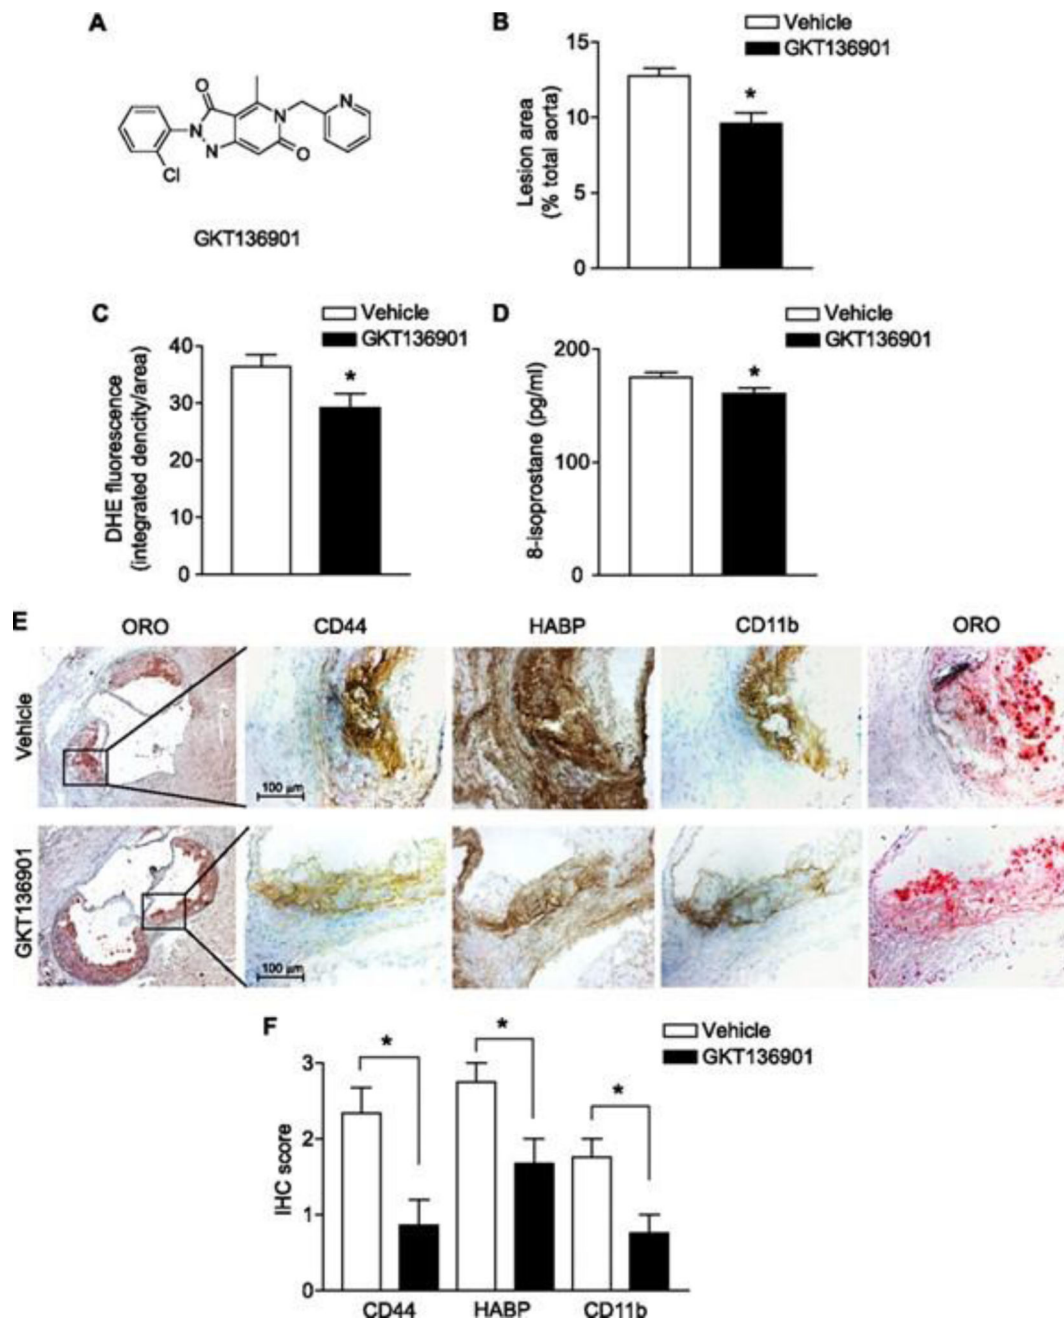 A
O
N
N
N
O
N
Cl
GKT136901
B
Vehicle
GKT136901
Lesion area
(% total aorta)
15
10
5
0
*
C
Vehicle
GKT136901
DHE fluorescence
(integrated dencity/area)
40
30
20
10
0
*
D
Vehicle
GKT136901
8-isoprostane (pg/ml)
200
100
0
*
E
ORO CD44 HABP CD11b ORO
Vehicle
100 μm
GKT136901
100 μm
F
Vehicle
GKT136901
IHC score
3
2
1
0
* * *
CD44 HABP CD11b